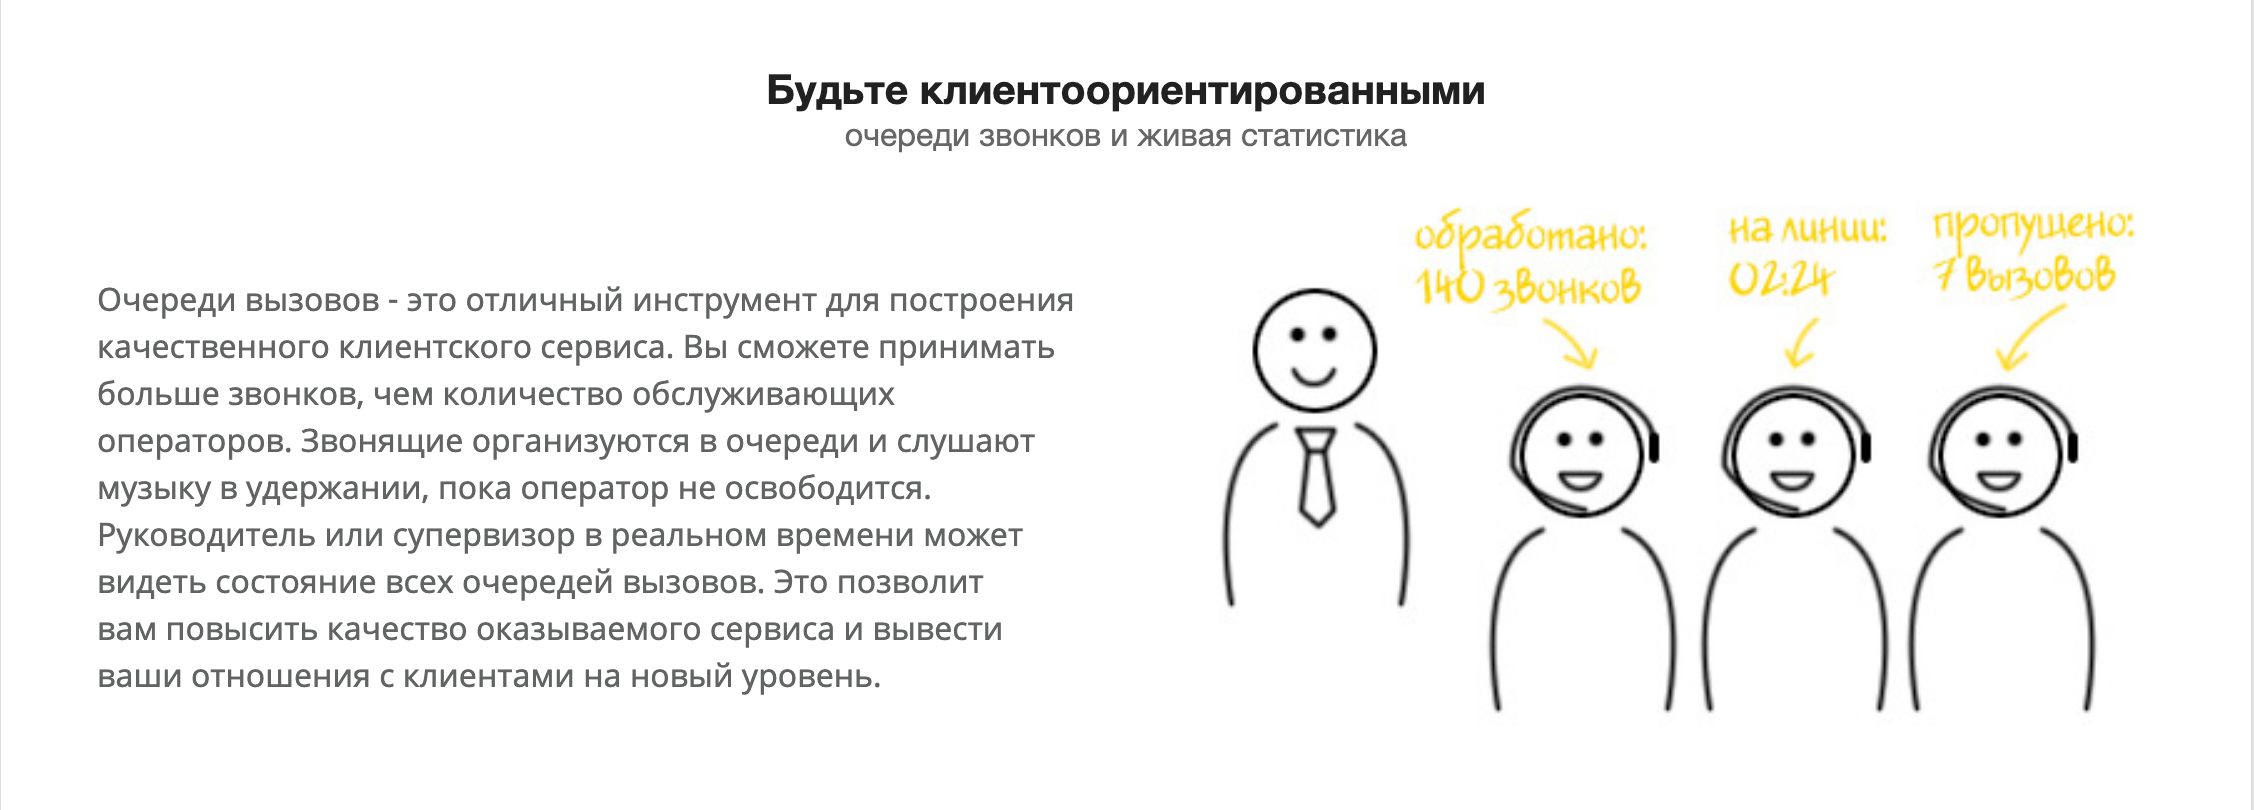 Будьте клиентоориентированными
очереди звонков и живая статистика
Очереди вызовов - это отличный инструмент для построения
качественного клиентского сервиса. Вы сможете принимать
больше звонков, чем количество обслуживающих
операторов. Звонящие организуются в очереди и слушают
музыку в удержании, пока оператор не освободится.
Руководитель или супервизор в реальном времени может
видеть состояние всех очередей вызовов. Это позволит
вам повысить качество оказываемого сервиса и вывести
ваши отношения с клиентами на новый уровень.
обработано:
140 звонков
на линии:
02:24
пропущено:
7 вызовов